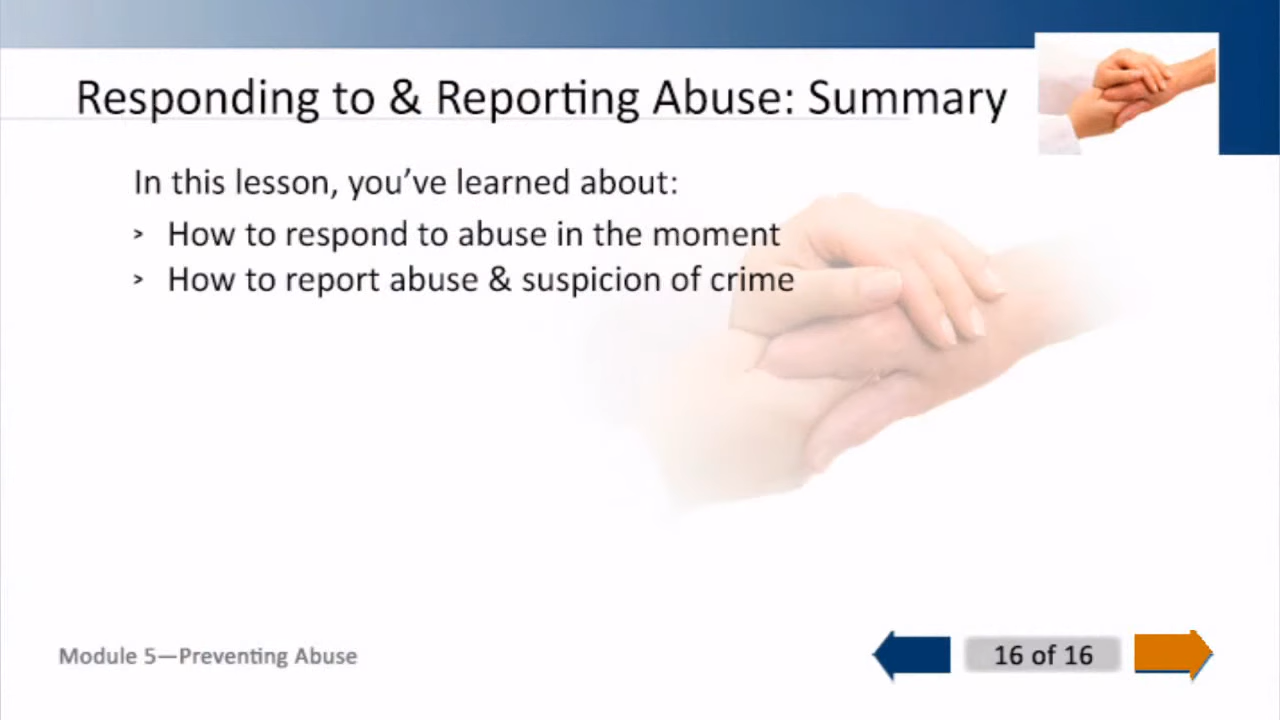 Responding to & Reporting Abuse: Summary
In this lesson, you’ve learned about:
> How to respond to abuse in the moment
> How to report abuse & suspicion of crime
Module 5—Preventing Abuse
16 of 16